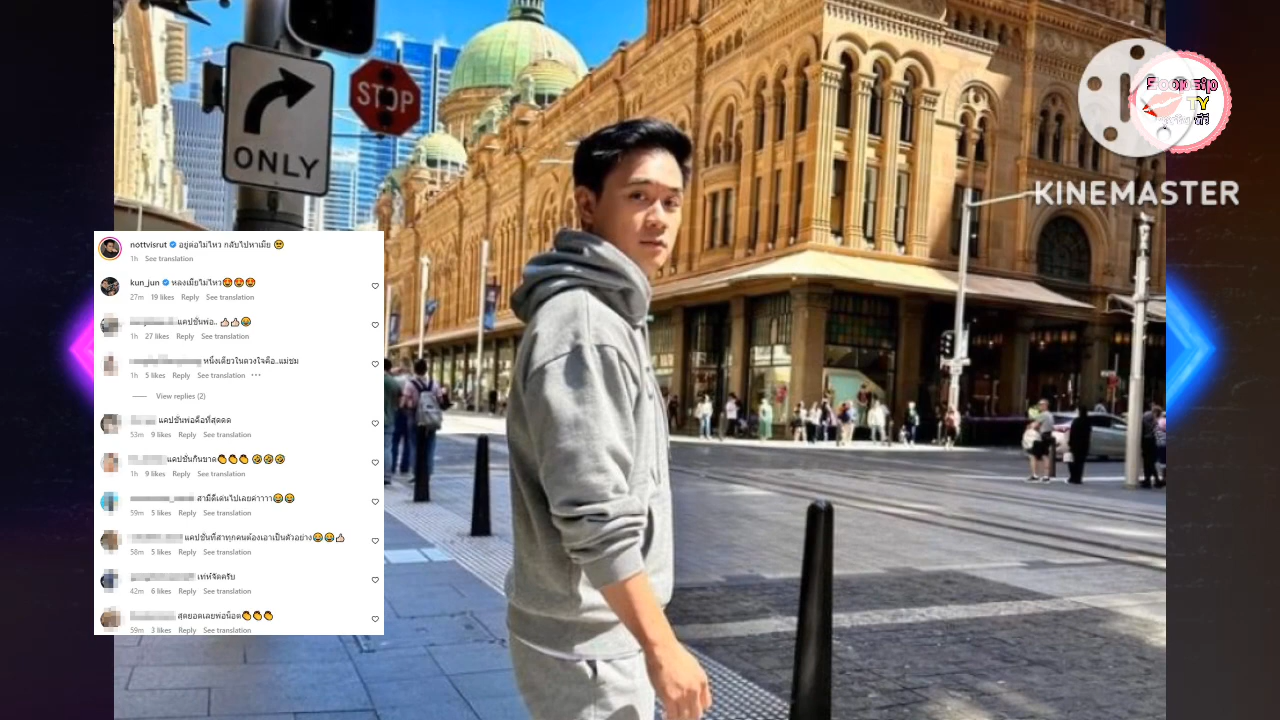 STOP
ONLY
Soopsip
TV
KINEMASTER
nottvisrut อยู่ต่อไม่ไหว กลับไปหาเมีย
1h See translation
kun_jun หลงเมียไม่ไหว
27m 19 likes Reply See translation
แคปชั่นพ่อ..
1h 27 likes Reply See translation
หนึ่งเดียวในดวงใจคือ..แม่ชม
1h 5 likes Reply See translation ...
View replies (2)
แคปชั่นพ่อคือที่สุดดด
53m 9 likes Reply See translation
แคปชั่นกินขาด
1h 9 likes Reply See translation
สามีดีเด่นไปเลยค่าาาา
59m 5 likes Reply See translation
แคปชั่นที่สาทุกคนต้องเอาเป็นตัวอย่าง
58m 5 likes Reply See translation
เท่ห์จัดครับ
42m 6 likes Reply See translation
สุดยอดเลยพ่อน็อต
59m 3 likes Reply See translation